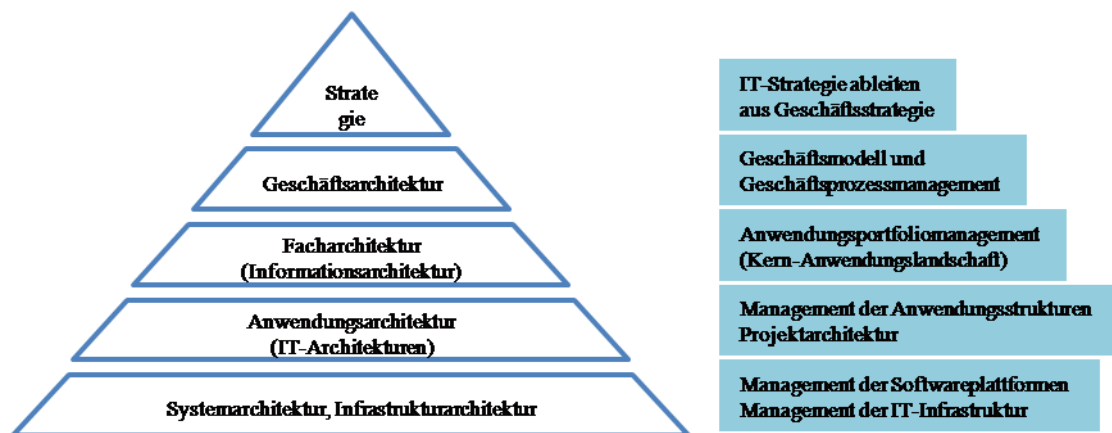 Strate
gie
IT-Strategie ableiten
aus Geschäftsstrategie
Geschäftsarchitektur
Geschäftsmodell und
Geschäftsprozessmanagement
Facharchitektur
(Informationsarchitektur)
Anwendungsportfoliomanagement
(Kern-Anwendungslandschaft)
Anwendungsarchitektur
(IT-Architekturen)
Management der Anwendungsstrukturen
Projektarchitektur
Systemarchitektur, Infrastrukturarchitektur
Management der Softwareplattformen
Management der IT-Infrastruktur